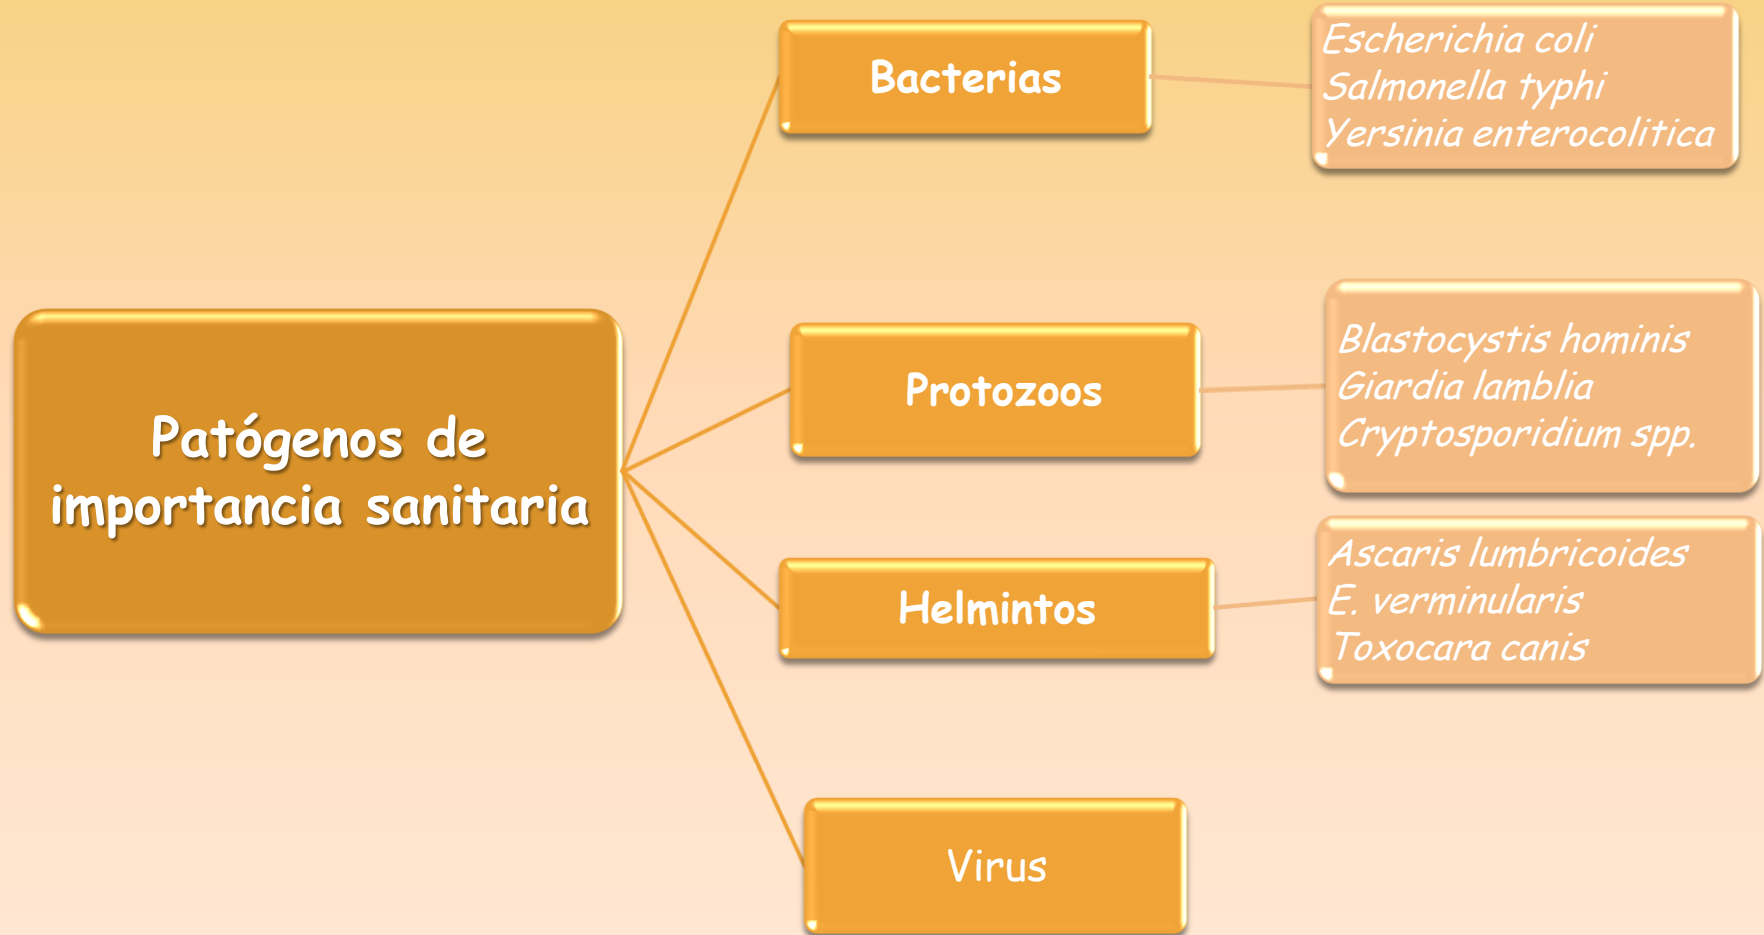 Patógenos de
importancia sanitaria
Bacterias
Escherichia coli
Salmonella typhi
Yersinia enterocolitica
Protozoos
Blastocystis hominis
Giardia lamblia
Cryptosporidium spp.
Helmintos
Ascaris lumbricoides
E. verminularis
Toxocara canis
Virus